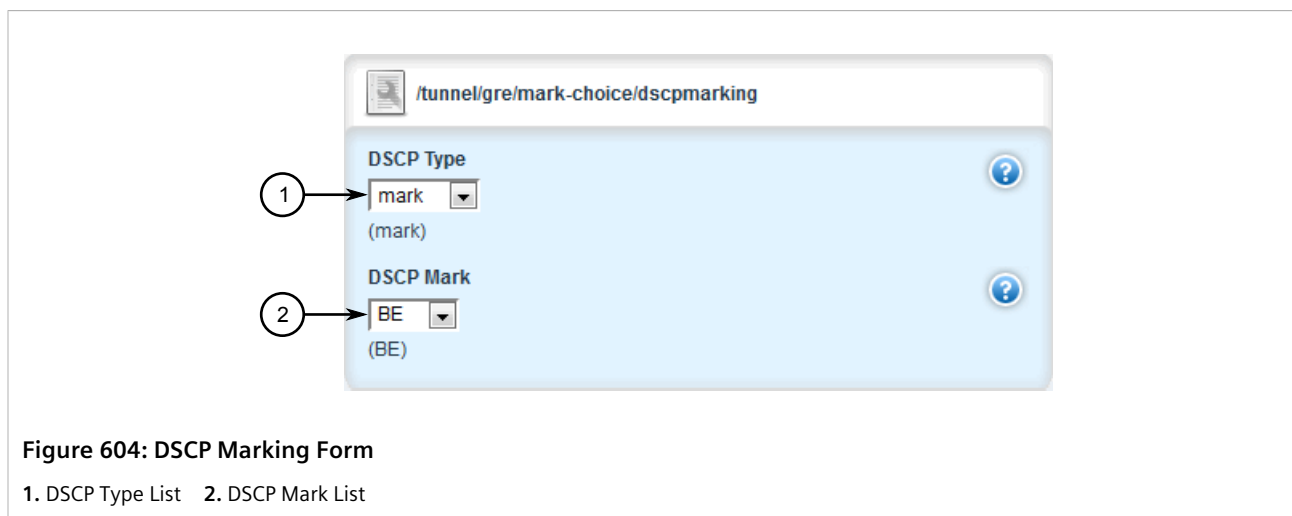 /tunnel/gre/mark-choice/dscpmarking
DSCP Type
?
1
mark
(mark)
DSCP Mark
?
2
BE
(BE)
Figure 604: DSCP Marking Form
1. DSCP Type List 2. DSCP Mark List